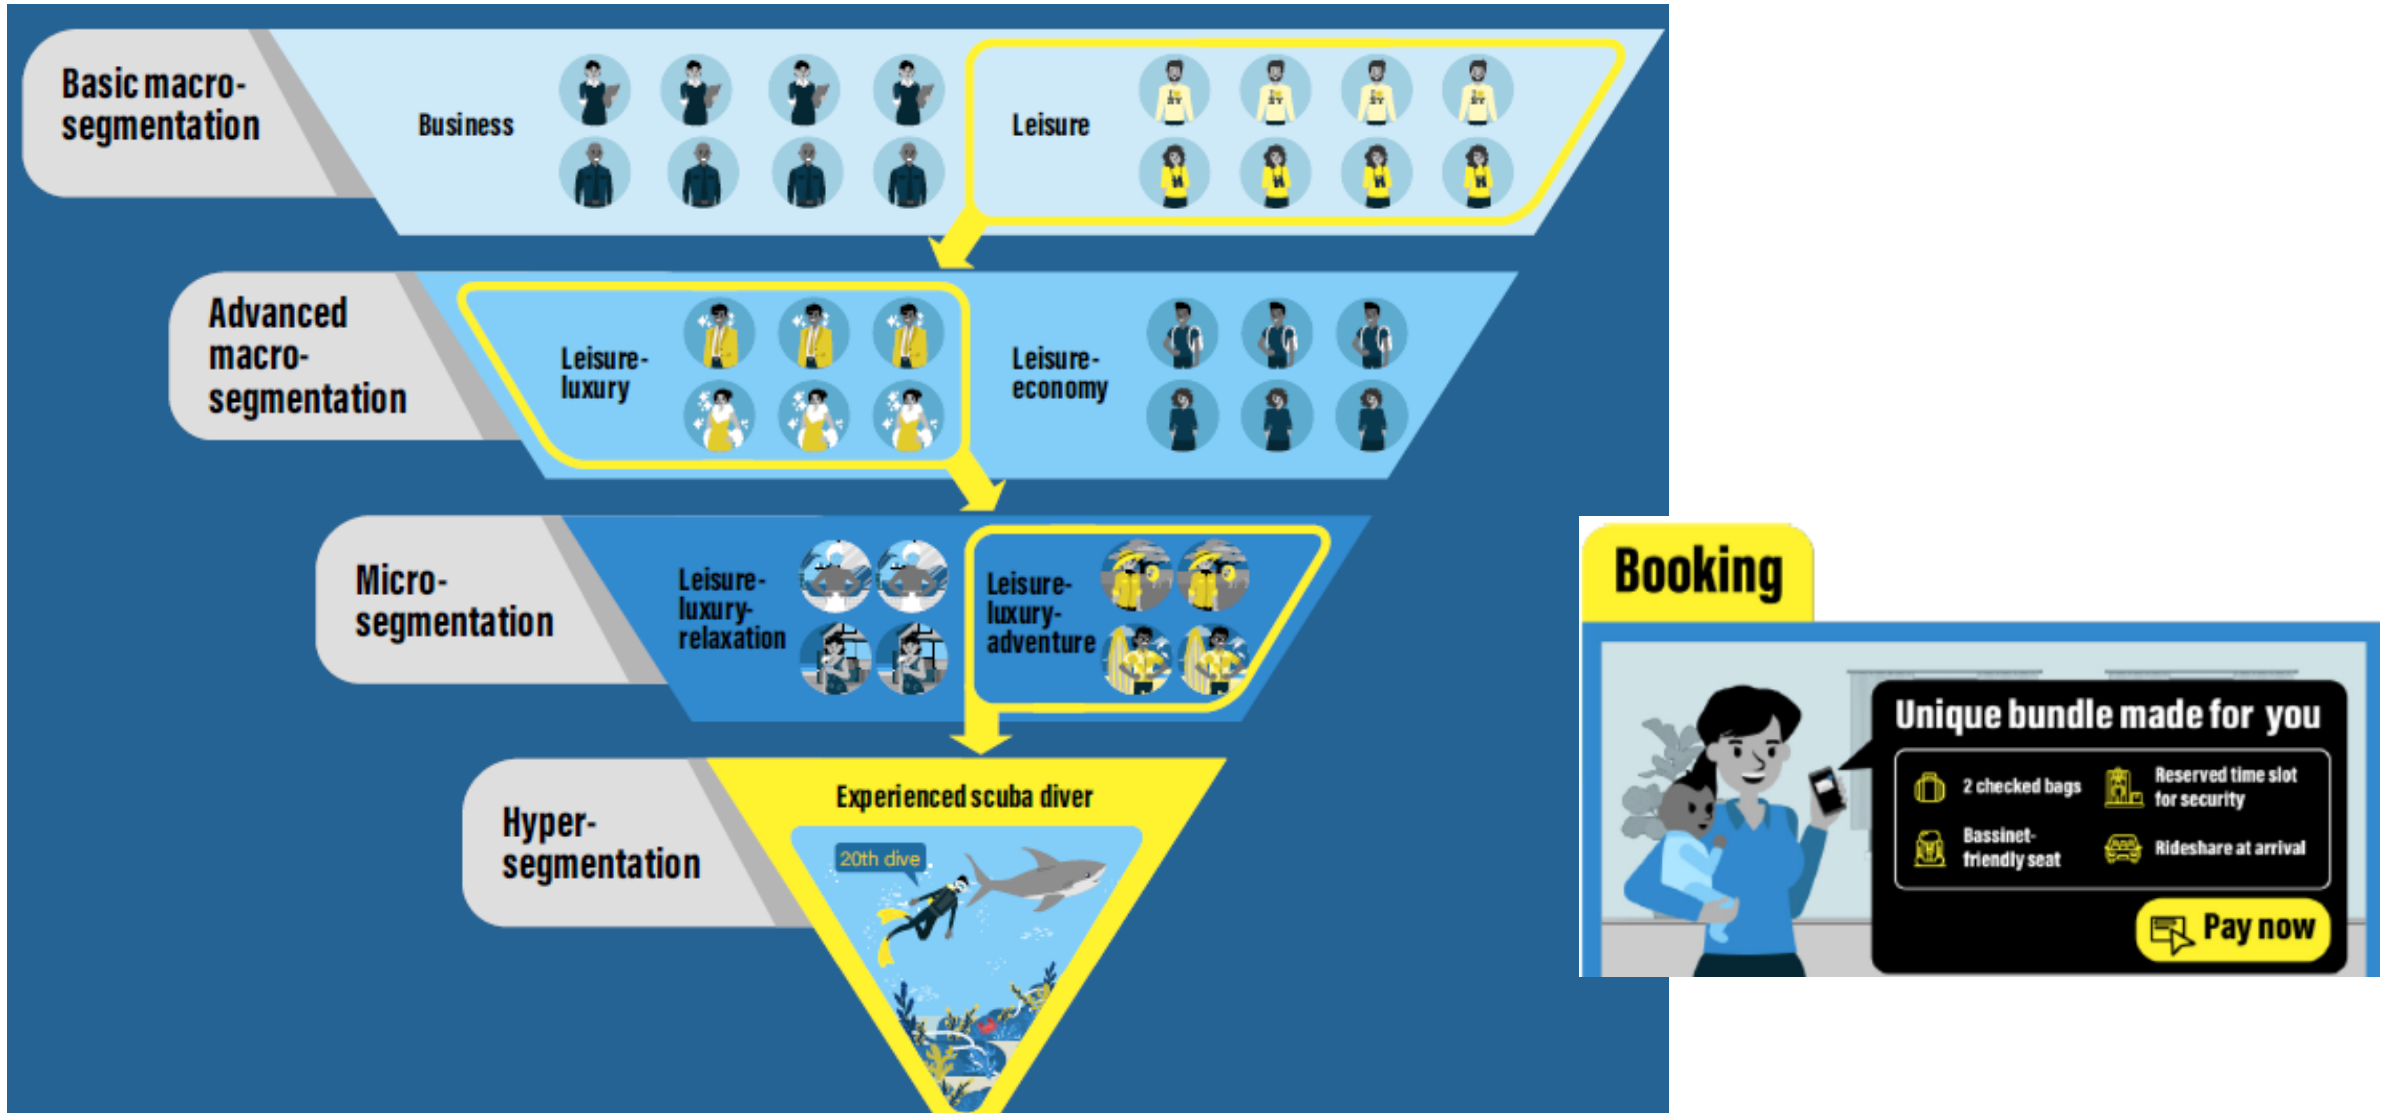 Basic macro-
segmentation
Business
Leisure
Advanced
macro-
segmentation
Leisure-
luxury
Leisure-
economy
Micro-
segmentation
Leisure-
luxury-
relaxation
Leisure-
luxury-
adventure
Hyper-
segmentation
Experienced scuba diver
20th dive
Booking
Unique bundle made for you
2 checked bags
Reserved time slot
for security
Bassinet-
friendly seat
Rideshare at arrival
Pay now